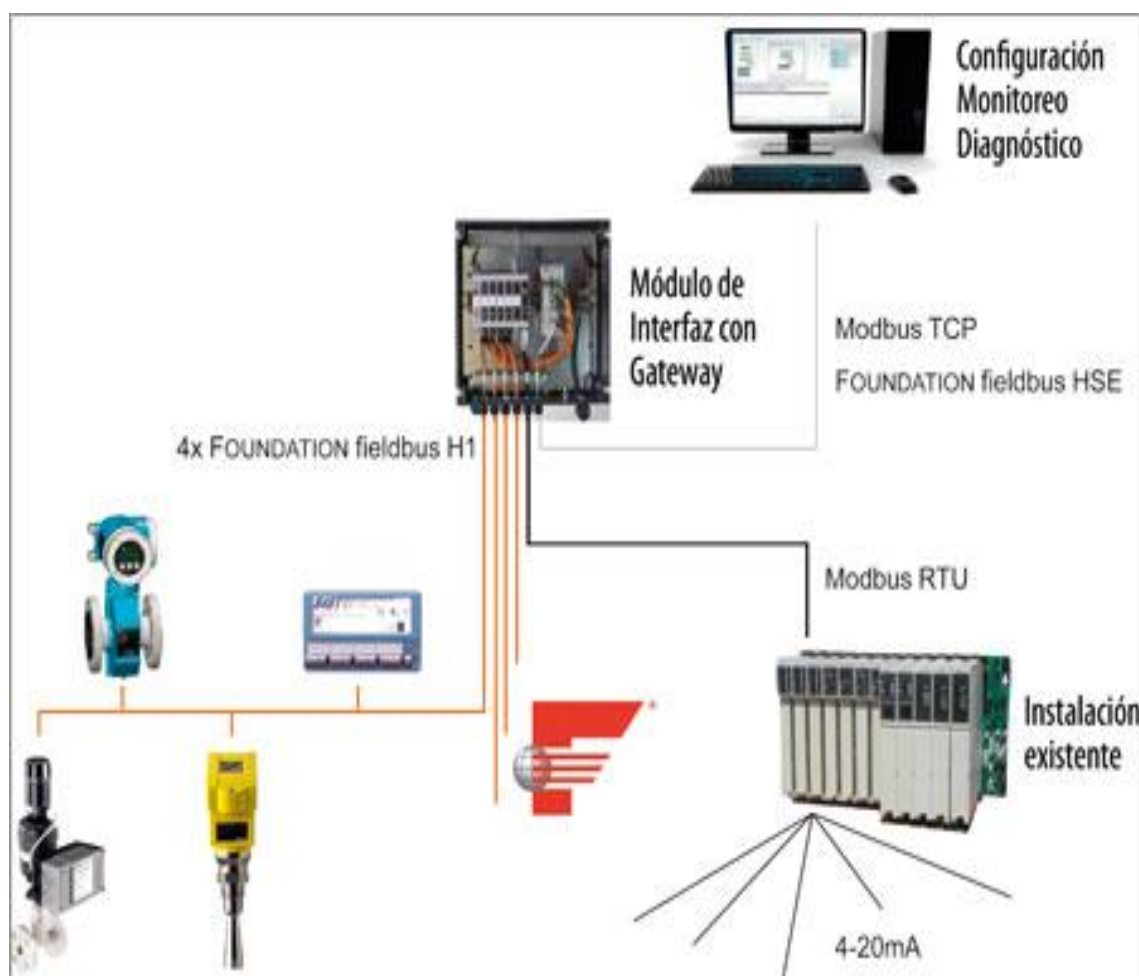 Configuración
Monitoreo
Diagnóstico
Módulo de
Interfaz con
Gateway
Modbus TCP
FOUNDATION fieldbus HSE
4x FOUNDATION fieldbus H1
Modbus RTU
Instalación
existente
4-20mA